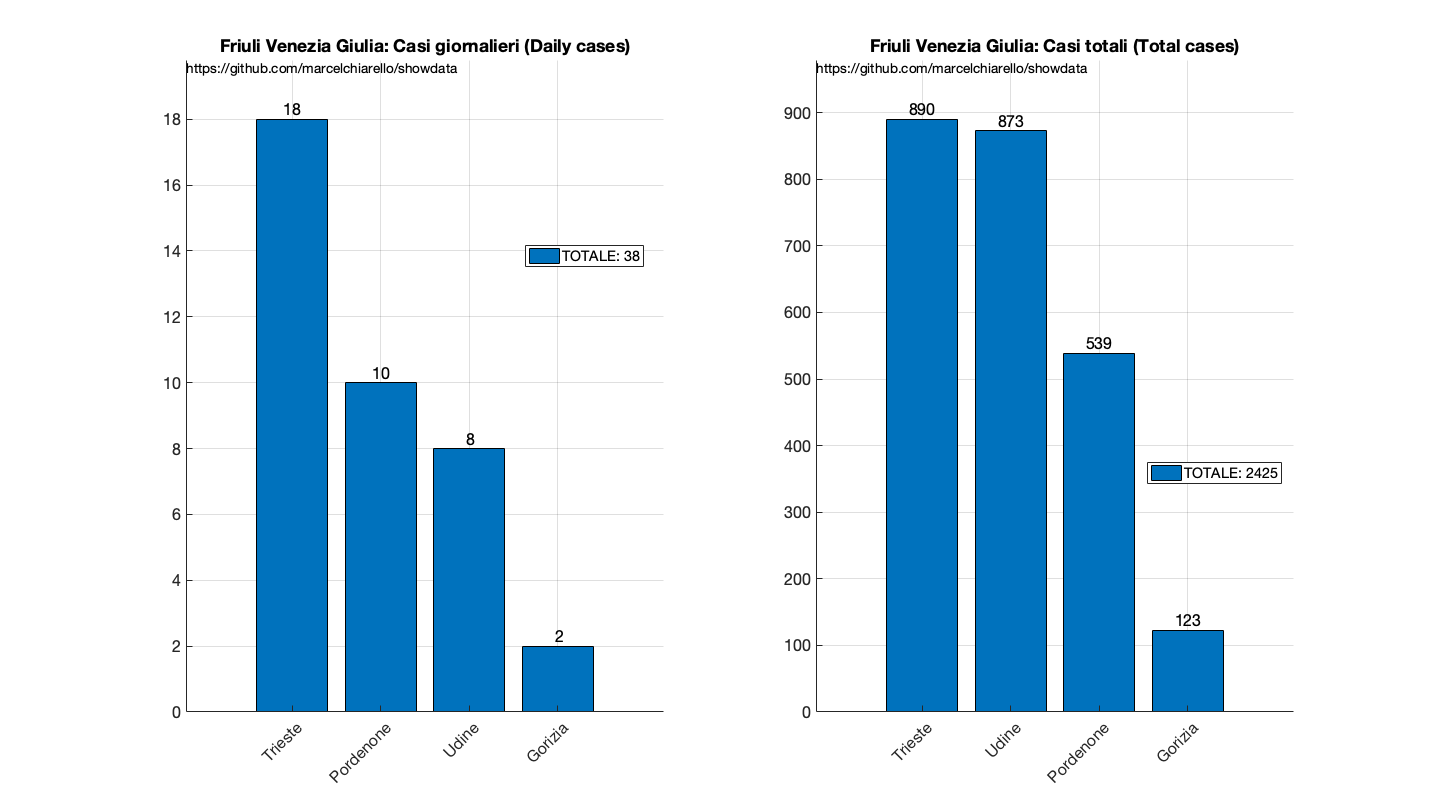 Friuli Venezia Giulia: Casi giornalieri (Daily cases)
https://github.com/marcelchiarello/showdata
18
18
16
14
TOTALE: 38
12
10
10
8
8
6
4
2
2
0
Trieste
Pordenone
Udine
Gorizia
Friuli Venezia Giulia: Casi totali (Total cases)
https://github.com/marcelchiarello/showdata
900
890
873
800
700
600
539
500
400
TOTALE: 2425
300
200
123
100
0
Trieste
Udine
Pordenone
Gorizia